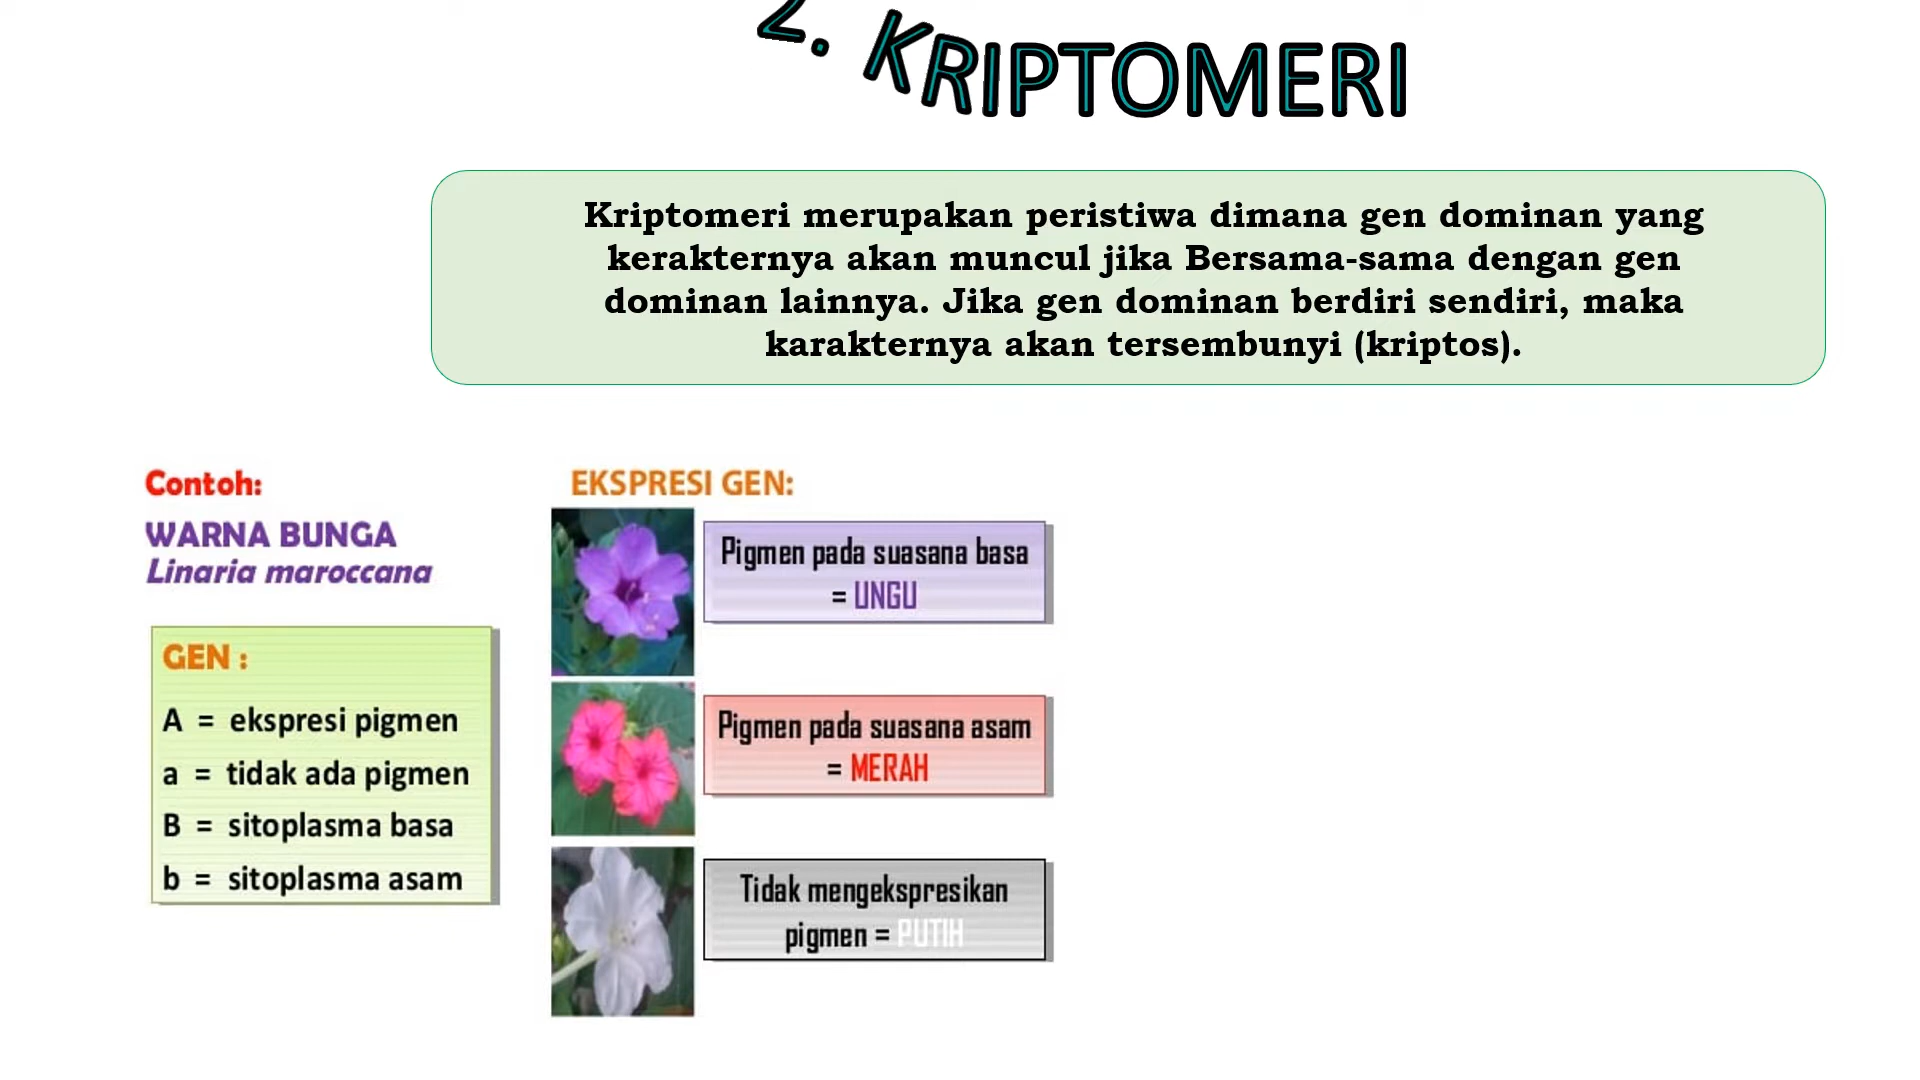 2. KRIPTOMERI
Kriptomeri merupakan peristiwa dimana gen dominan yang
kerakternya akan muncul jika Bersama-sama dengan gen
dominan lainnya. Jika gen dominan berdiri sendiri, maka
karakternya akan tersembunyi (kriptos).
Contoh:
WARNA BUNGA
Linaria maroccana
GEN :
A = ekspresi pigmen
a = tidak ada pigmen
B = sitoplasma basa
b = sitoplasma asam
EKSPRESI GEN:
Pigmen pada suasana basa
= UNGU
Pigmen pada suasana asam
= MERAH
Tidak mengekspresikan
pigmen = PUTIH